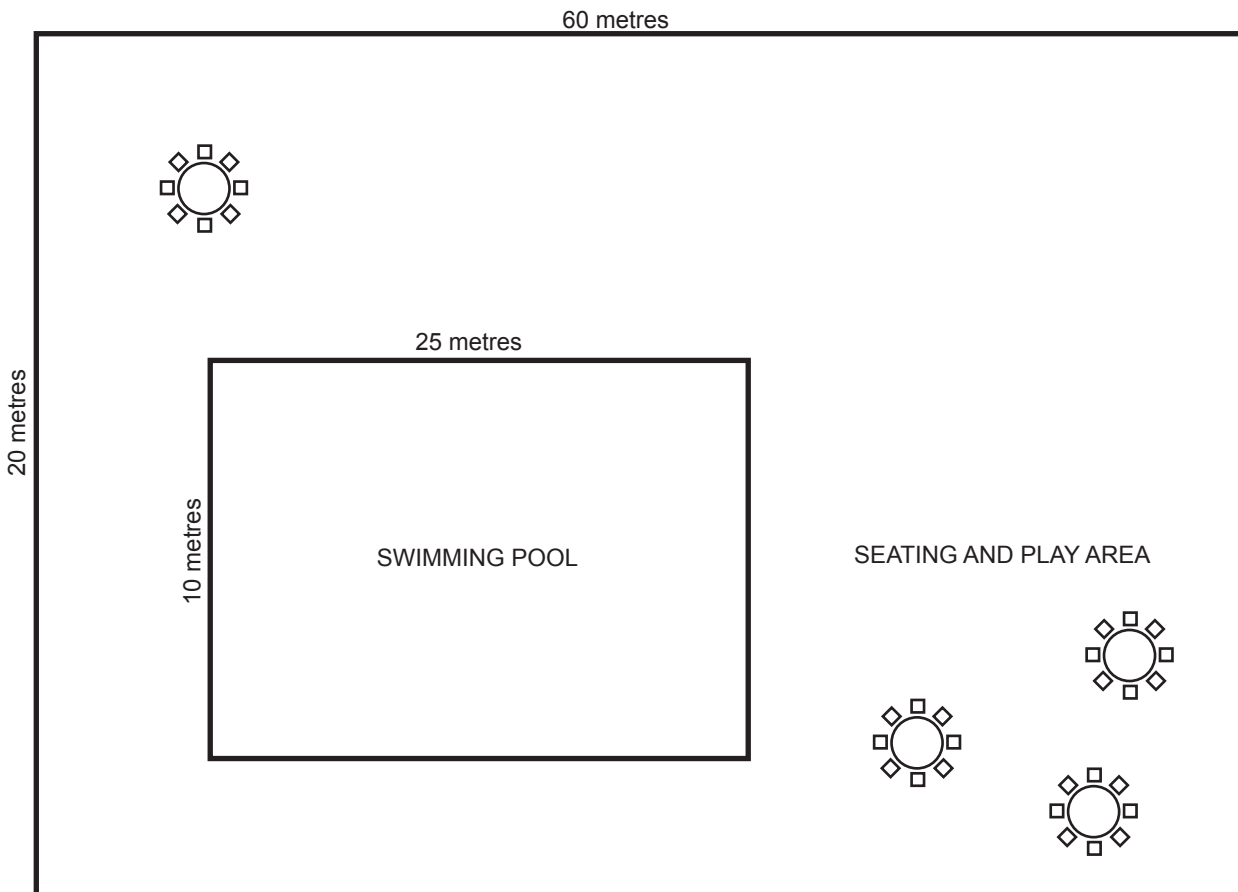 60 metres
25 metres
20 metres
10 metres
SWIMMING POOL
SEATING AND PLAY AREA